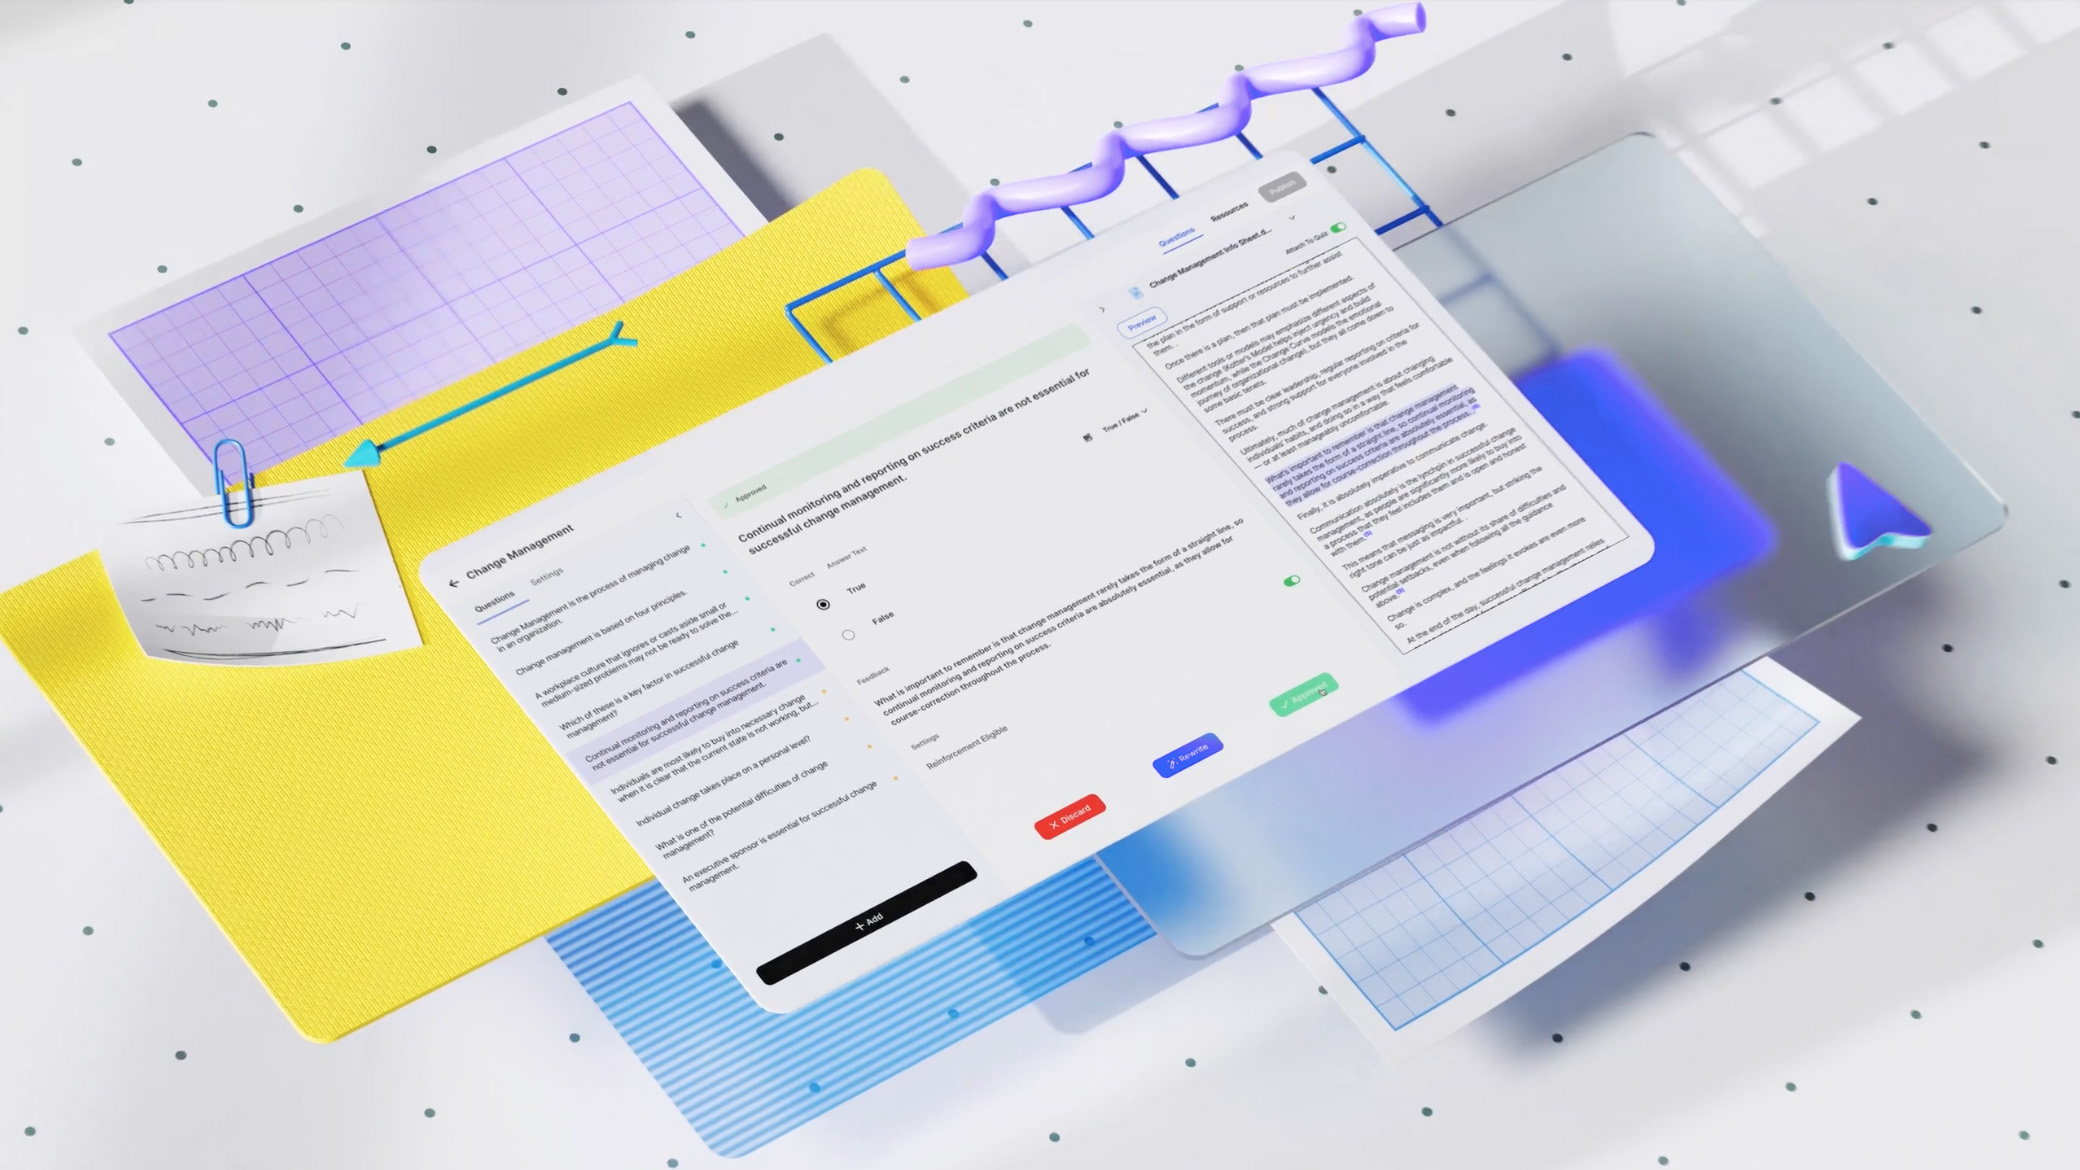 Change Management
Questions
Settings
Change Management is the process of managing change
in an organization.
Change management is based on four principles.
A workplace culture that ignores or casts aside small or
medium-sized problems may not be ready to solve the...
Which of these is a key factor in successful change
management?
Continual monitoring and reporting on success criteria are
not essential for successful change management.
Individuals are most likely to buy into necessary change
when it is clear that the current state is not working, but...
Individual change takes place on a personal level?
What is one of the potential difficulties of change
management?
An executive sponsor is essential for successful change
management.
+ Add
Approved
Continual monitoring and reporting on success criteria are not essential for
successful change management.
True / False
Correct
Answer Text
True
False
Feedback
What is important to remember is that change management rarely takes the form of a straight line, so
continual monitoring and reporting on success criteria are absolutely essential, as they allow for
course-correction throughout the process.
Settings
Reinforcement Eligible
Discard
Rewrite
Approved
Questions
Resources
Publish
Change Management Info Sheet.d...
Attach To Quiz
Preview
the plan in the form of support or resources to further assist
them. .
Once there is a plan, then that plan must be implemented.
Different tools or models may emphasize different aspects of
the change (Kotter's Model helps inject urgency and build
momentum, while the Change Curve models the emotional
journey of organizational change), but they all come down to
some basic tenets.
There must be clear leadership, regular reporting on criteria for
success, and strong support for everyone involved in the
process.
Ultimately, much of change management is about changing
individuals' habits, and doing so in a way that feels comfortable
— or at least manageably uncomfortable.
What's important to remember is that change management
rarely takes the form of a straight line, so continual monitoring
and reporting on success criteria are absolutely essential, as
they allow for course-correction throughout the process.
Finally, it is absolutely imperative to communicate change.
Communication absolutely is the lynchpin in successful change
management, as people are significantly more likely to buy into
a process that they feel includes them and is open and honest
with them.
This means that messaging is very important, but striking the
right tone can be just as impactful. .
Change management is not without its share of difficulties and
potential setbacks, even when following all the guidance
above.
Change is complex, and the feelings it evokes are even more
so.
At the end of the day, successful change management relies